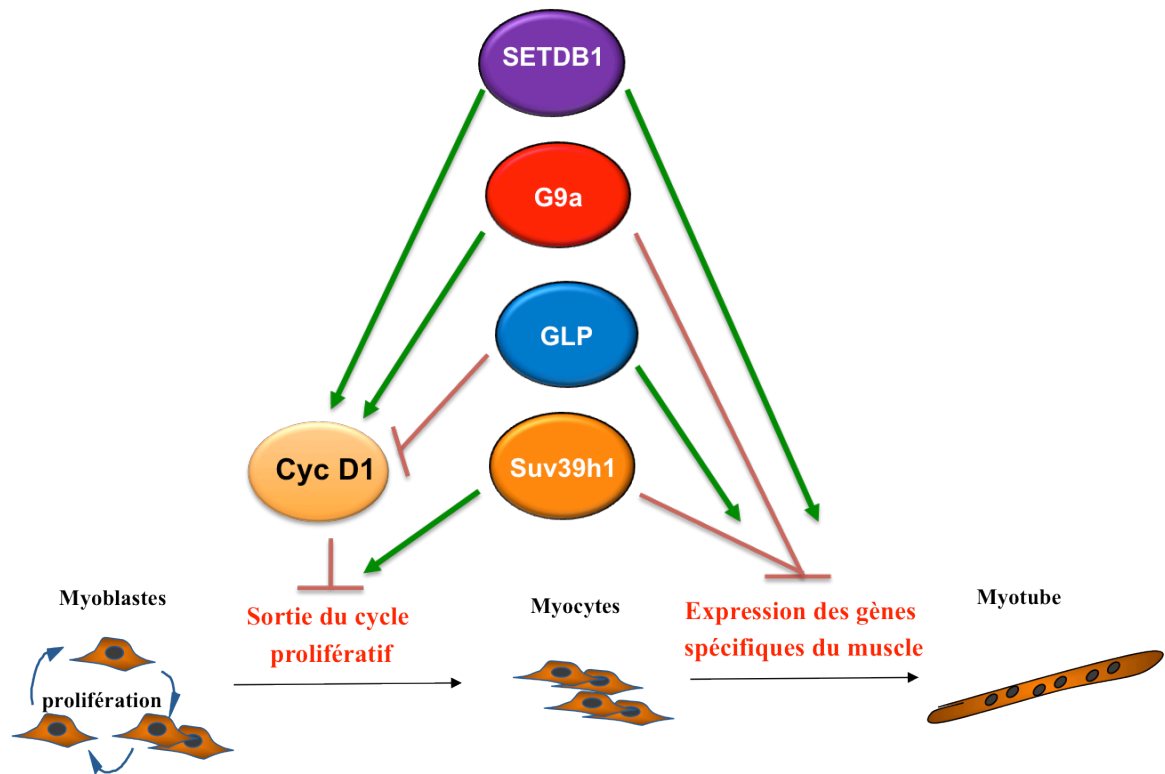 SETDB1
G9a
GLP
Suv39h1
Cyc D1
Myoblastes
Sortie du cycle
prolifératif
Myocytes
Expression des gènes
spécifiques du muscle
Myotube
prolifération